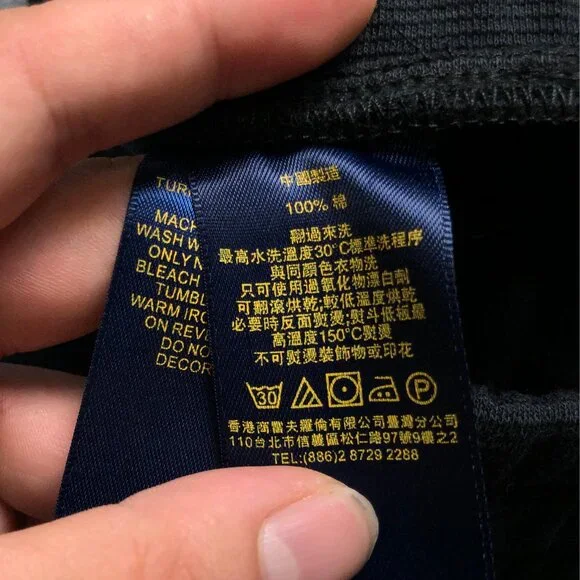 TUR
MACH
WASH W
ONLY N
BLEACH
TUMBL
WARM IRO
ON REVE
DO NO
DECOR
中國製造
100% 棉
翻過來洗
最高水洗溫度30°C標準洗程序
與同顏色衣物洗
只可使用過氧化物漂白劑
可翻滾烘乾,較低溫度烘乾
必要時反面熨燙,熨斗低板最
高溫度150°C熨燙
不可熨燙裝飾物或印花
30 P
香港商雷夫羅倫有限公司臺灣分公司
110台北市信義區松仁路97號9樓之2
TEL:(886)2 8729 2288